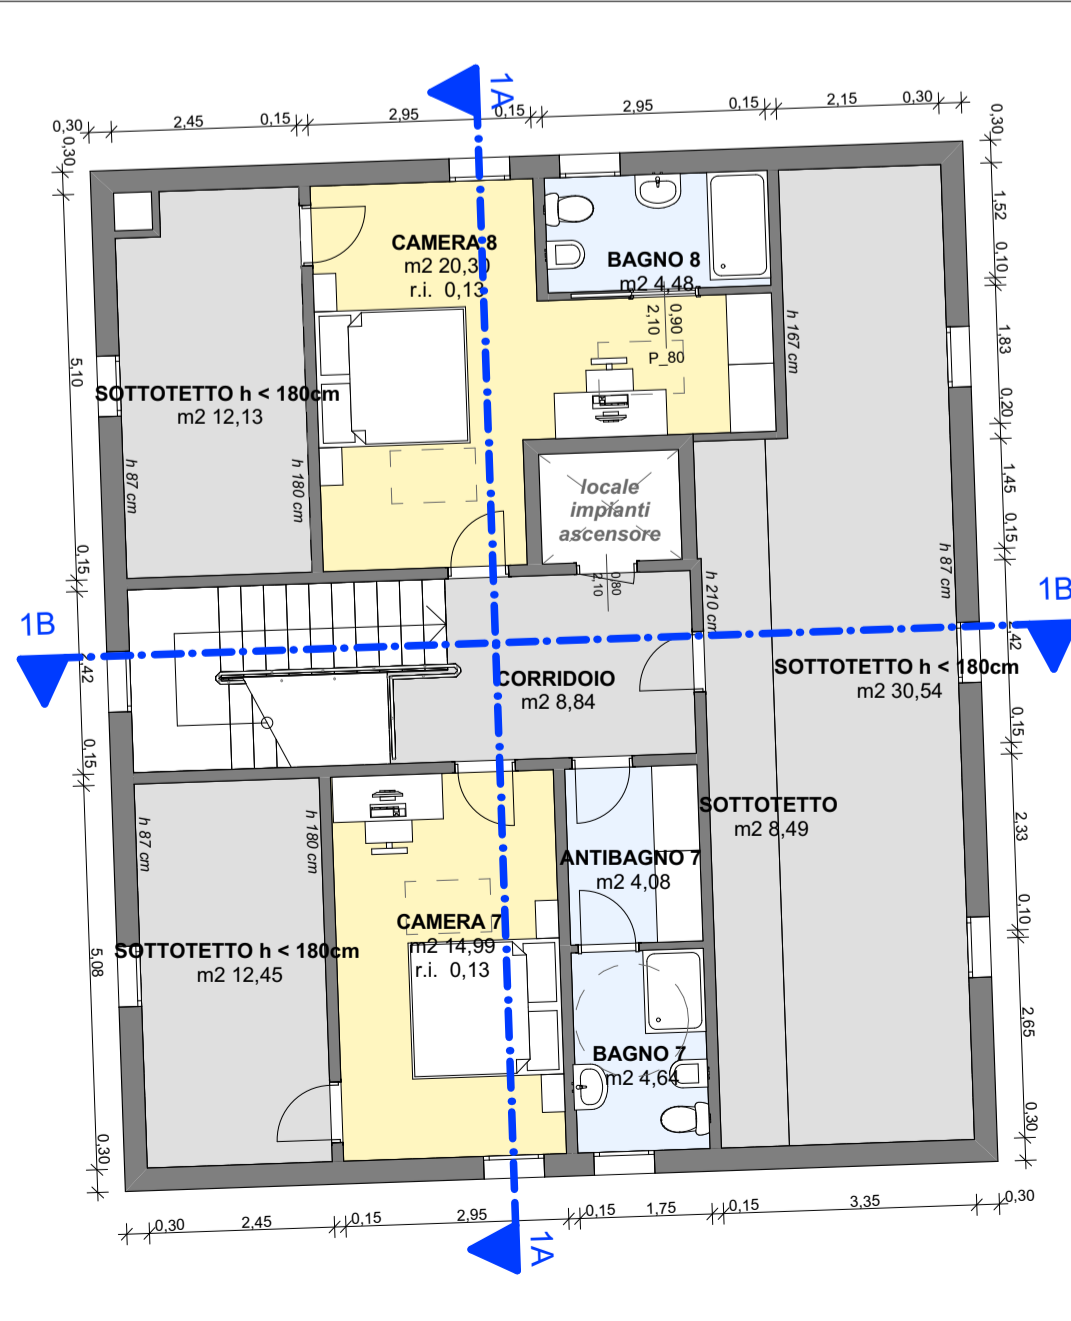 1A
0,30
2,45
0,15
2,95
0,15
2,95
0,15
2,15
0,30
0,30
0,30
CAMERA 8
m2 20,30
r.i. 0,13
BAGNO 8
m2 4,48
2,10
0,90
P_80
h 167 cm
1,52
0,10
1,83
0,20
1,45
0,15
5,10
SOTTOTETTO h < 180cm
m2 12,13
h 87 cm
h 180 cm
locale
impianti
ascensore
2,10
0,80
h 210 cm
h 87 cm
0,15
1B
1B
2,42
2,42
CORRIDOIO
m2 8,84
SOTTOTETTO h < 180cm
m2 30,54
0,15
0,15
h 87 cm
h 180 cm
SOTTOTETTO
m2 8,49
2,33
ANTIBAGNO 7
m2 4,08
CAMERA 7
m2 14,99
r.i. 0,13
0,10
SOTTOTETTO h < 180cm
m2 12,45
5,08
BAGNO 7
m2 4,64
2,65
0,30
0,30
0,30
2,45
0,15
2,95
0,15
1,75
0,15
3,35
0,30
1A